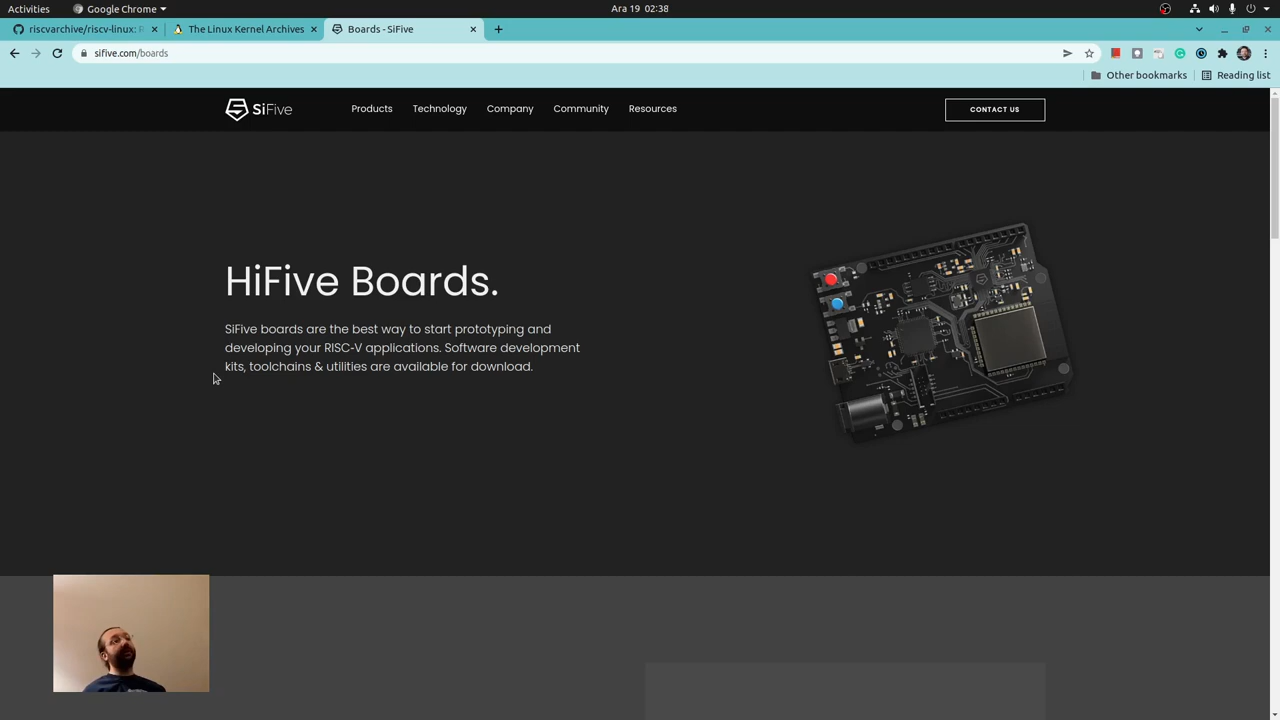 Activities
Google Chrome
Ara 19 02:38
riscvarchive/riscv-linux: R
The Linux Kernel Archives
Boards - SiFive
sifive.com/boards
Other bookmarks
Reading list
SiFive
Products
Technology
Company
Community
Resources
CONTACT US
HiFive Boards.
SiFive boards are the best way to start prototyping and
developing your RISC-V applications. Software development
kits, toolchains & utilities are available for download.